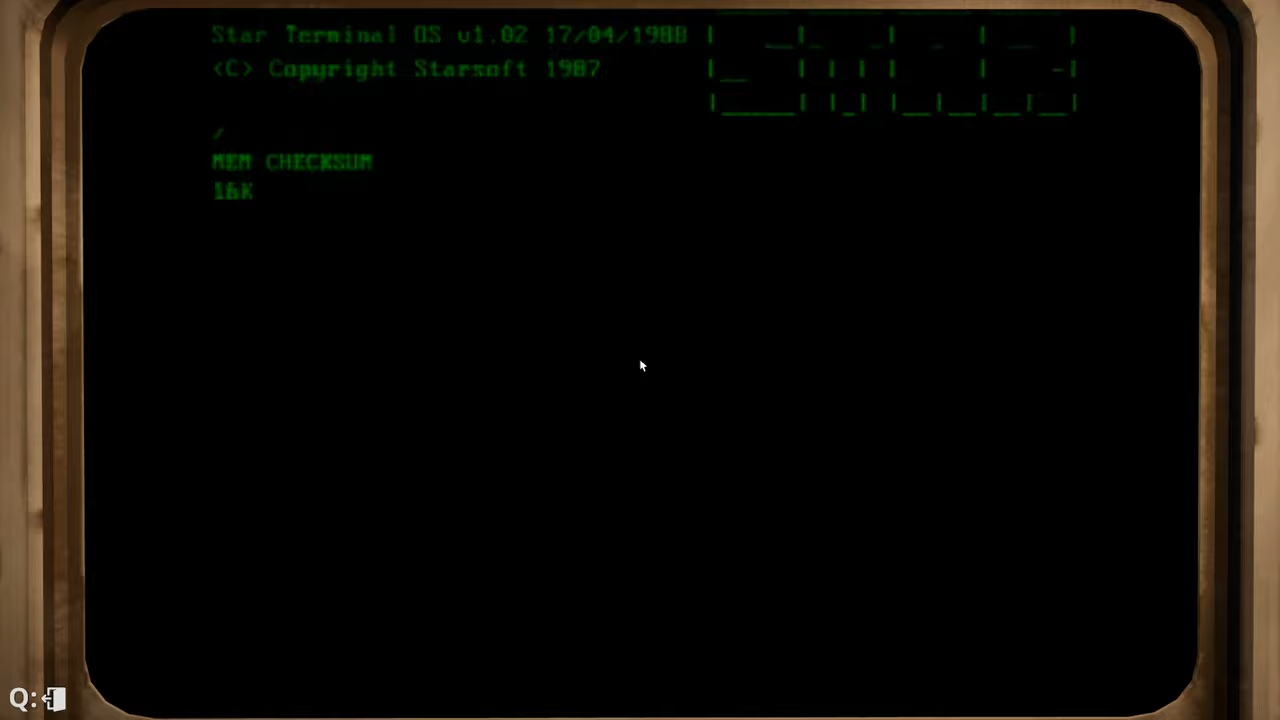 Star Terminal OS v1.02 17/04/1988
<C> Copyright Starsoft 1987
/
MEM CHECKSUM
16K
Q: